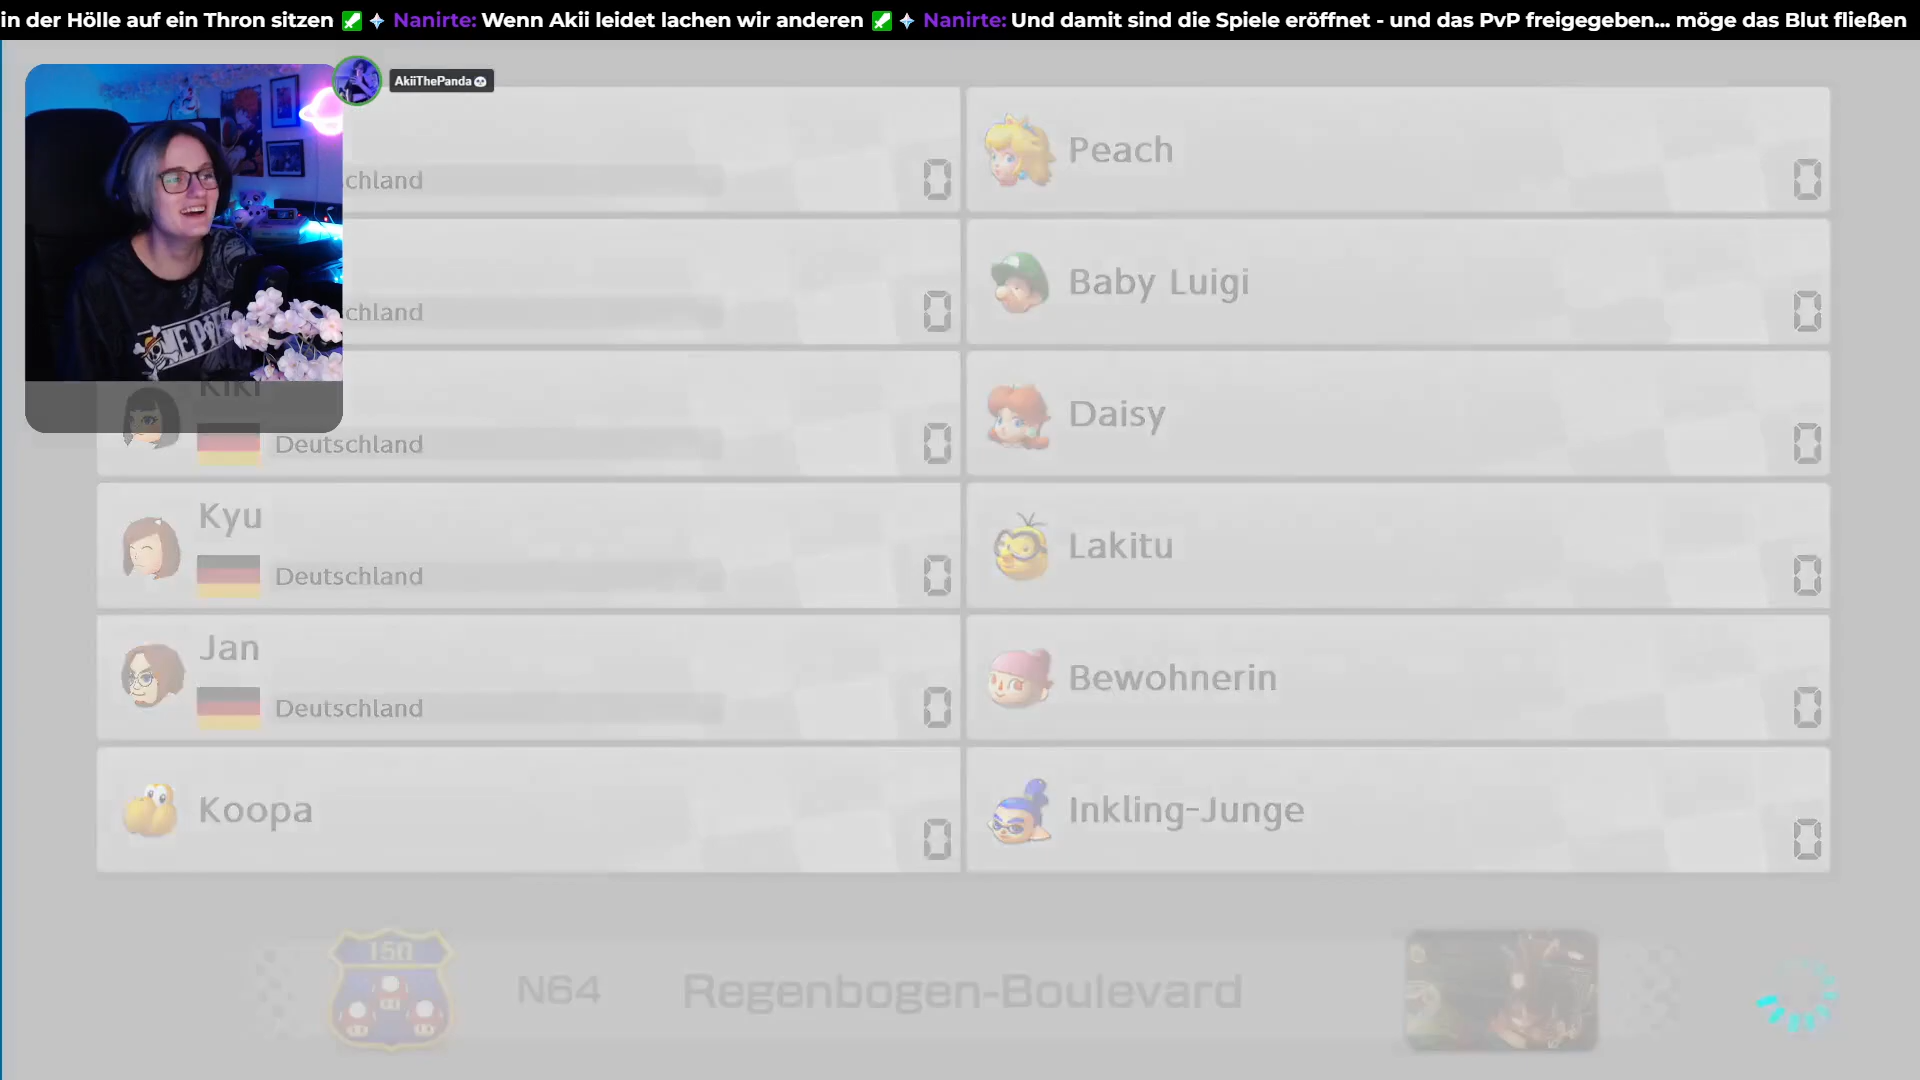 in der Hölle auf ein Thron sitzen Nanirte: Wenn Akii leidet lachen wir anderen Nanirte: Und damit sind die Spiele eröffnet - und das PvP freigegeben... möge das Blut fließen
AkiiThePanda
chland
0
Peach
0
chland
0
Baby Luigi
0
Kiki
Deutschland
0
Daisy
0
Kyu
Deutschland
0
Lakitu
0
Jan
Deutschland
0
Bewohnerin
0
Koopa
0
Inkling-Junge
0
150
N64 Regenbogen-Boulevard